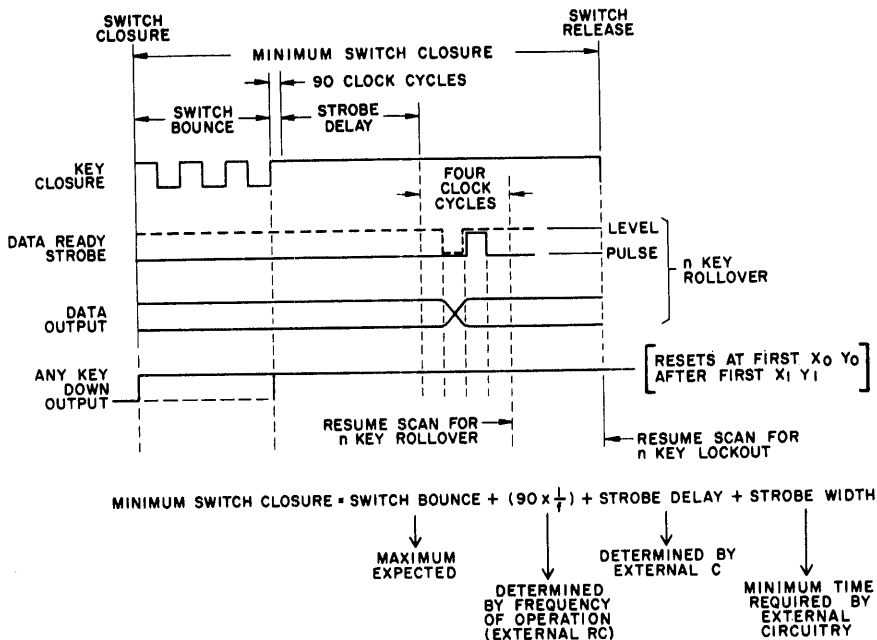 SWITCH CLOSURE
SWITCH RELEASE
MINIMUM SWITCH CLOSURE
90 CLOCK CYCLES
SWITCH BOUNCE
STROBE DELAY
KEY CLOSURE
FOUR CLOCK CYCLES
DATA READY STROBE
LEVEL
PULSE
n KEY ROLLOVER
DATA OUTPUT
ANY KEY DOWN OUTPUT
RESETS AT FIRST X0 Y0
AFTER FIRST X1 Y1
RESUME SCAN FOR
n KEY ROLLOVER
RESUME SCAN FOR
n KEY LOCKOUT
MINIMUM SWITCH CLOSURE = SWITCH BOUNCE + (90 x 1/f) + STROBE DELAY + STROBE WIDTH
MAXIMUM
EXPECTED
DETERMINED
BY FREQUENCY
OF OPERATION
(EXTERNAL RC)
DETERMINED BY
EXTERNAL C
MINIMUM TIME
REQUIRED BY
EXTERNAL
CIRCUITRY